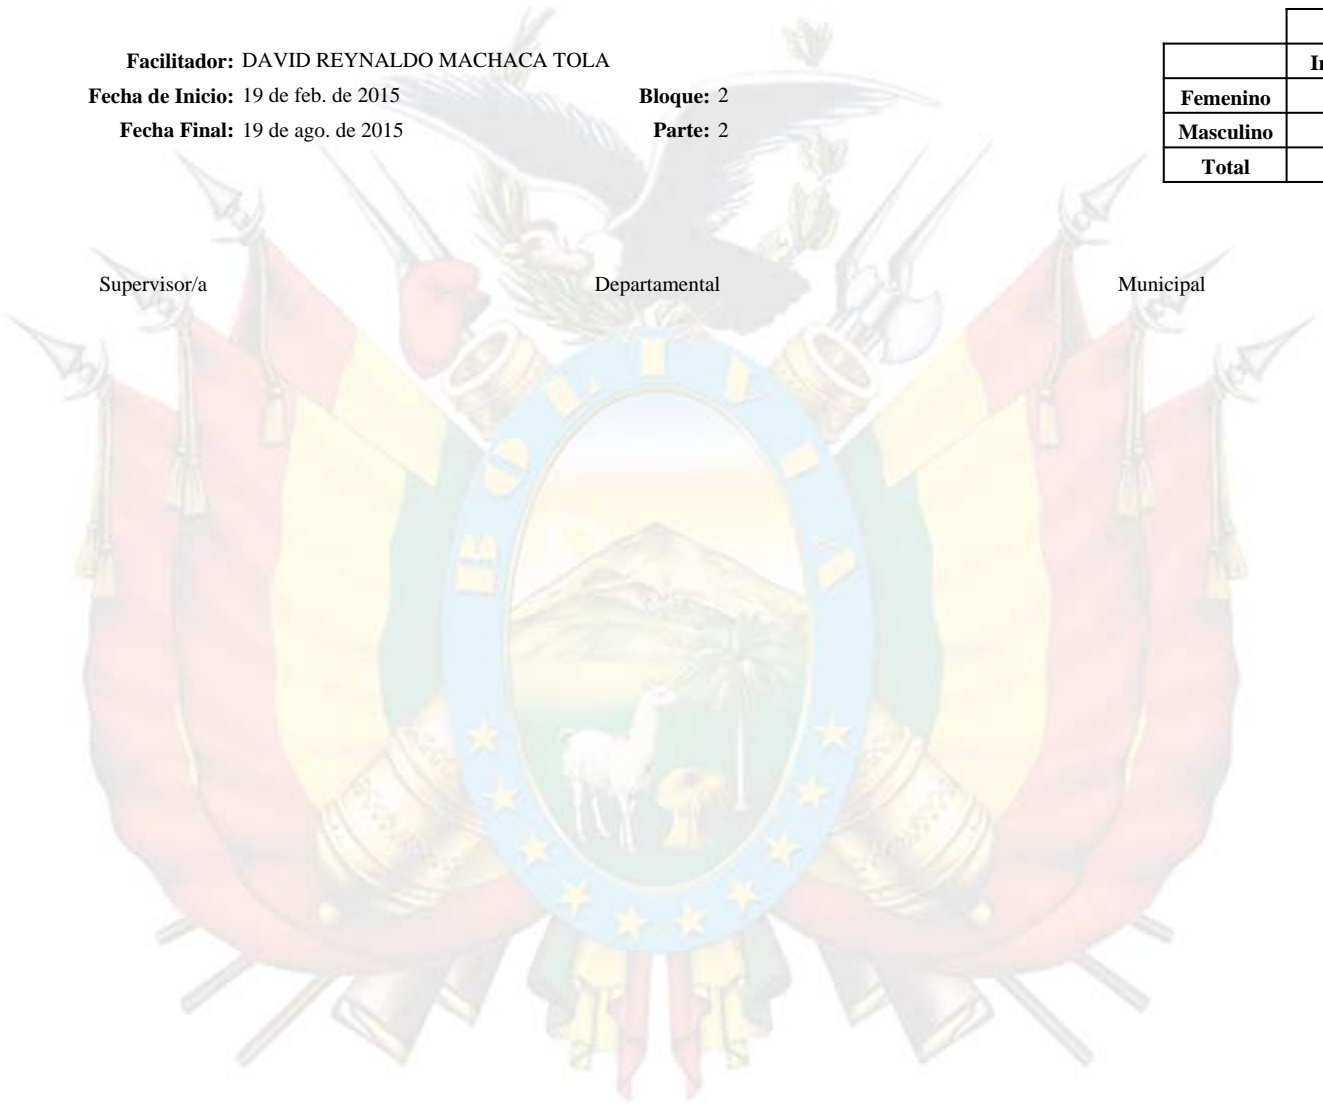 Facilitador: DAVID REYNALDO MACHACA TOLA
Fecha de Inicio: 19 de feb. de 2015 Bloque: 2
Fecha Final: 19 de ago. de 2015 Parte: 2
Femenino
Masculino
Total
Supervisor/a Departamental Municipal
BOLIVIA